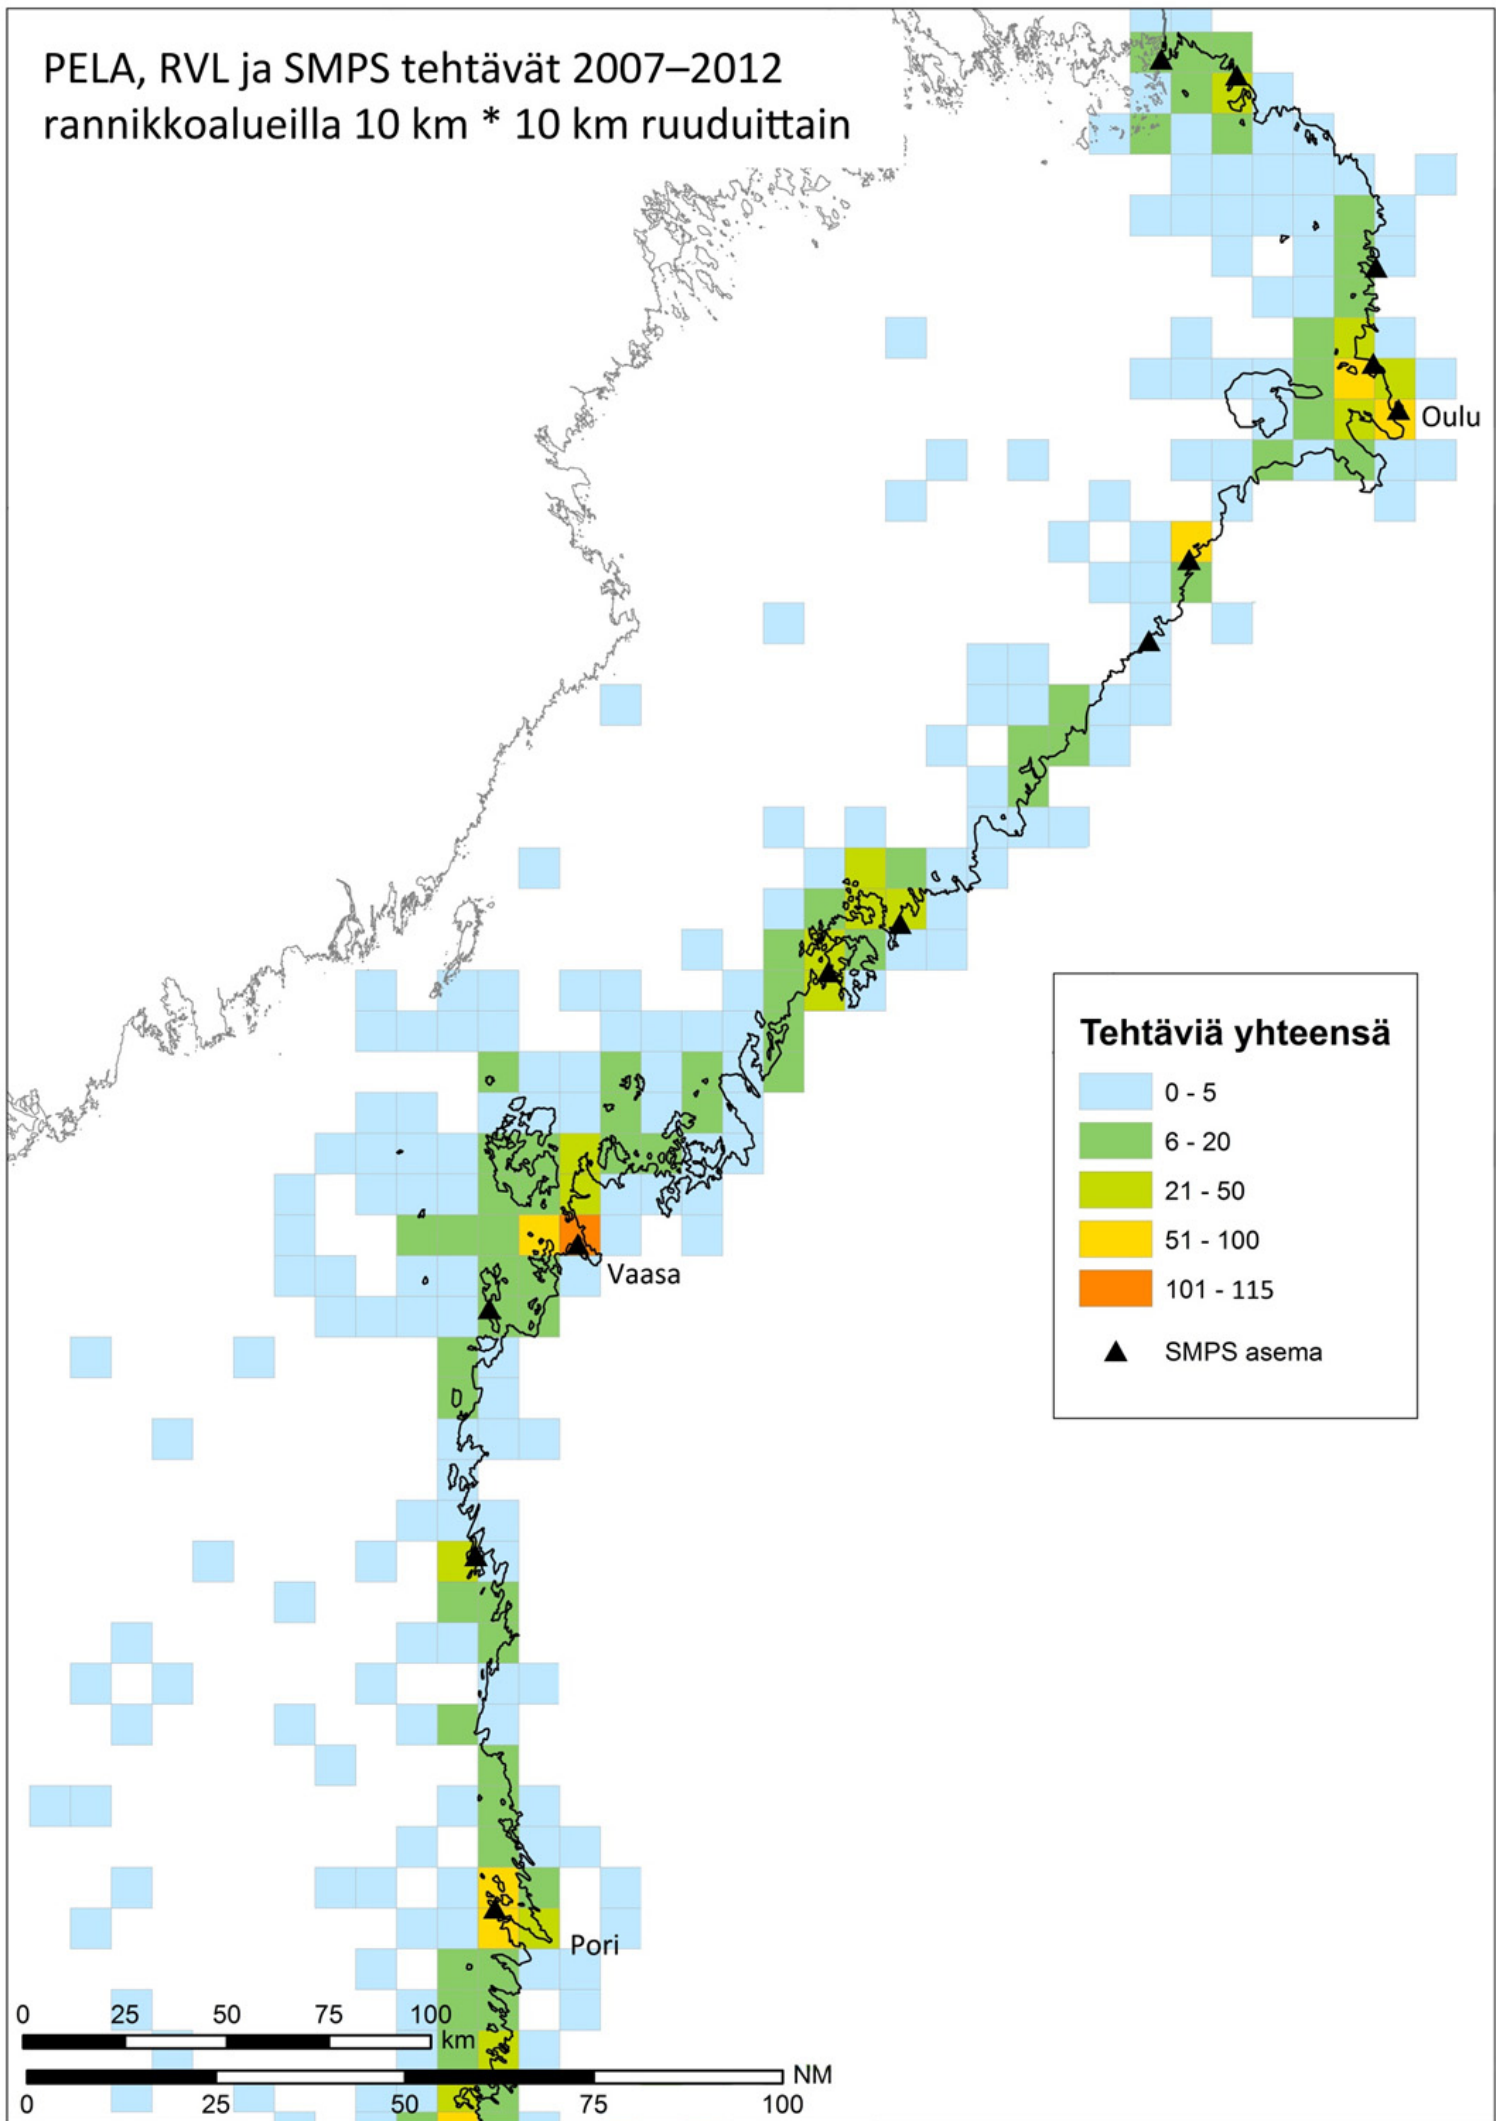 PELA, RVL ja SMPS tehtävät 2007–2012
rannikkoalueilla 10 km * 10 km ruuduittain
Oulu
Tehtäviä yhteensä
0 - 5
6 - 20
21 - 50
51 - 100
101 - 115
SMPS asema
Vaasa
Pori
0 25 50 75 100
km
NM
0 25 50 75 100